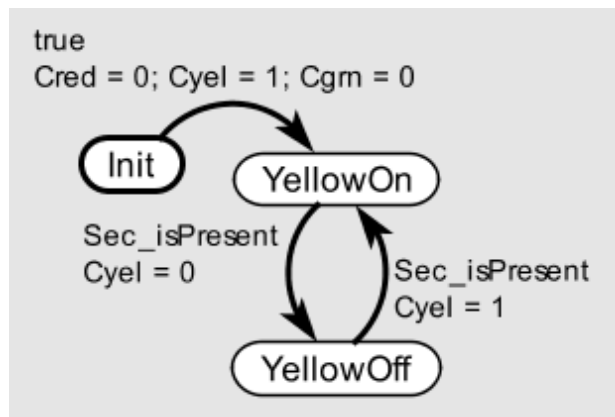 true
Cred = 0; Cyel = 1; Cgrn = 0
Init
YellowOn
Sec_isPresent
Cyel = 0
Sec_isPresent
Cyel = 1
YellowOff